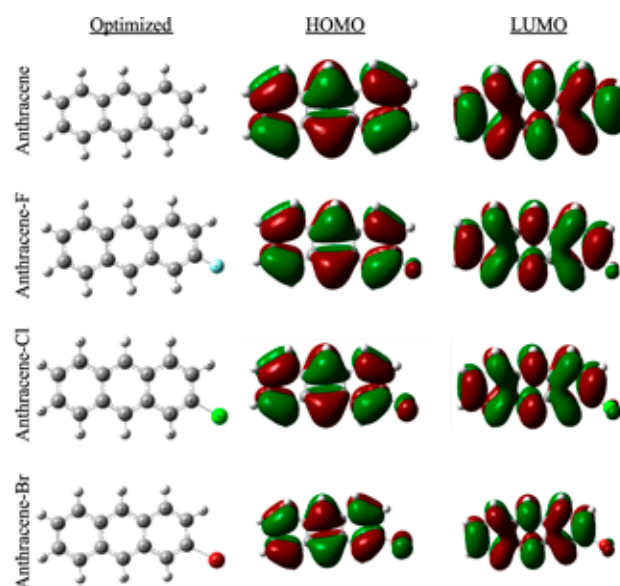 Optimized HOMO LUMO
Anthracene
Anthracene-F
Anthracene-Cl
Anthracene-Br